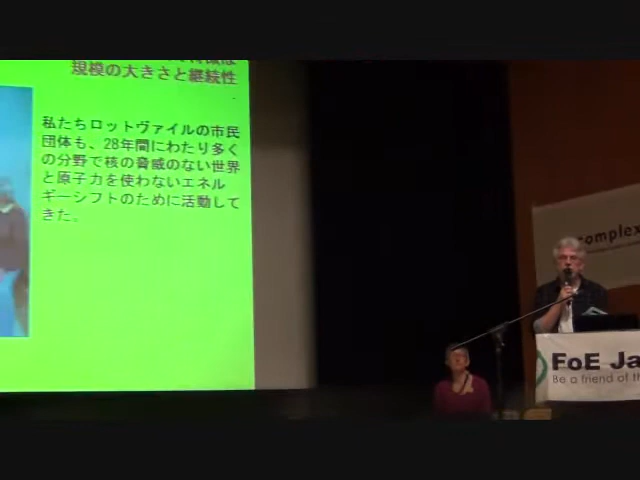 規模の大きさと継続性
私たちロットヴァイルの市民
団体も、28年間にわたり多く
の分野で核の脅威のない世界
と原子力を使わないエネル
ギーシフトのために活動して
きた。
complex
FoE Ja
Be a friend of th